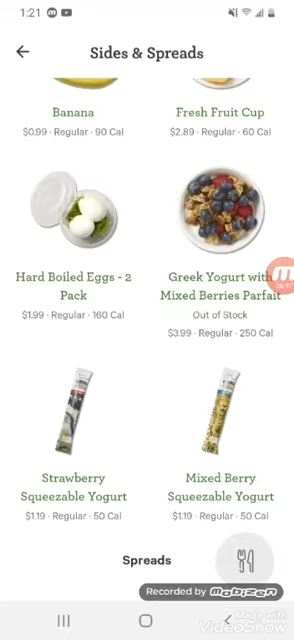 1:21
Sides & Spreads
Banana
$0.99 · Regular · 90 Cal
Fresh Fruit Cup
$2.89 · Regular · 60 Cal
Hard Boiled Eggs - 2
Pack
$1.99 · Regular · 160 Cal
Greek Yogurt with
Mixed Berries Parfait
Out of Stock
$3.99 · Regular · 250 Cal
06:47
Strawberry
Squeezable Yogurt
$1.19 · Regular · 50 Cal
Mixed Berry
Squeezable Yogurt
$1.19 · Regular · 50 Cal
Spreads
Recorded by mobizen
Made with
VideoShow